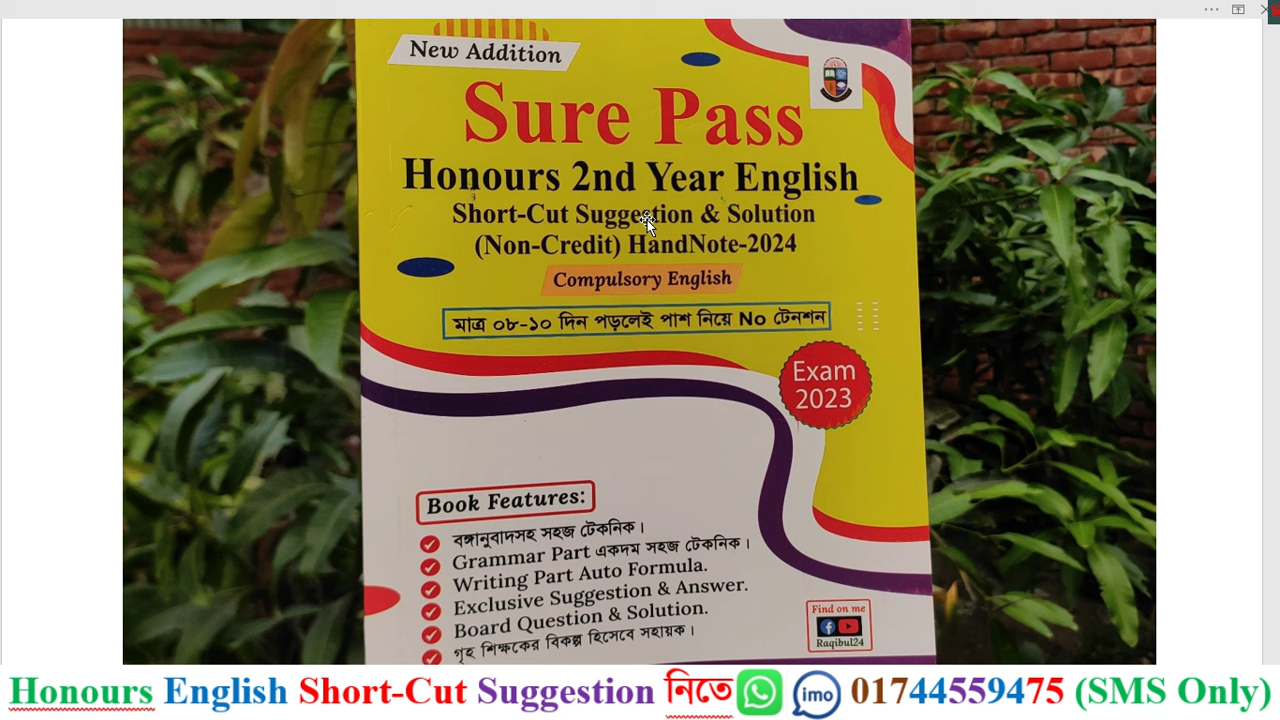 New Addition
Sure Pass
Honours 2nd Year English
Short-Cut Suggestion & Solution
(Non-Credit) HandNote-2024
Compulsory English
মাত্র ০৮-১০ দিন পড়লেই পাশ নিয়ে No টেনশন
Exam
2023
Book Features:
বঙ্গানুবাদসহ সহজ টেকনিক।
Grammar Part একদম সহজ টেকনিক।
Writing Part Auto Formula.
Exclusive Suggestion & Answer.
Board Question & Solution.
গৃহ শিক্ষকের বিকল্প হিসেবে সহায়ক।
Find on me
Raqibul24
Honours English Short-Cut Suggestion নিতে imo 01744559475 (SMS Only)